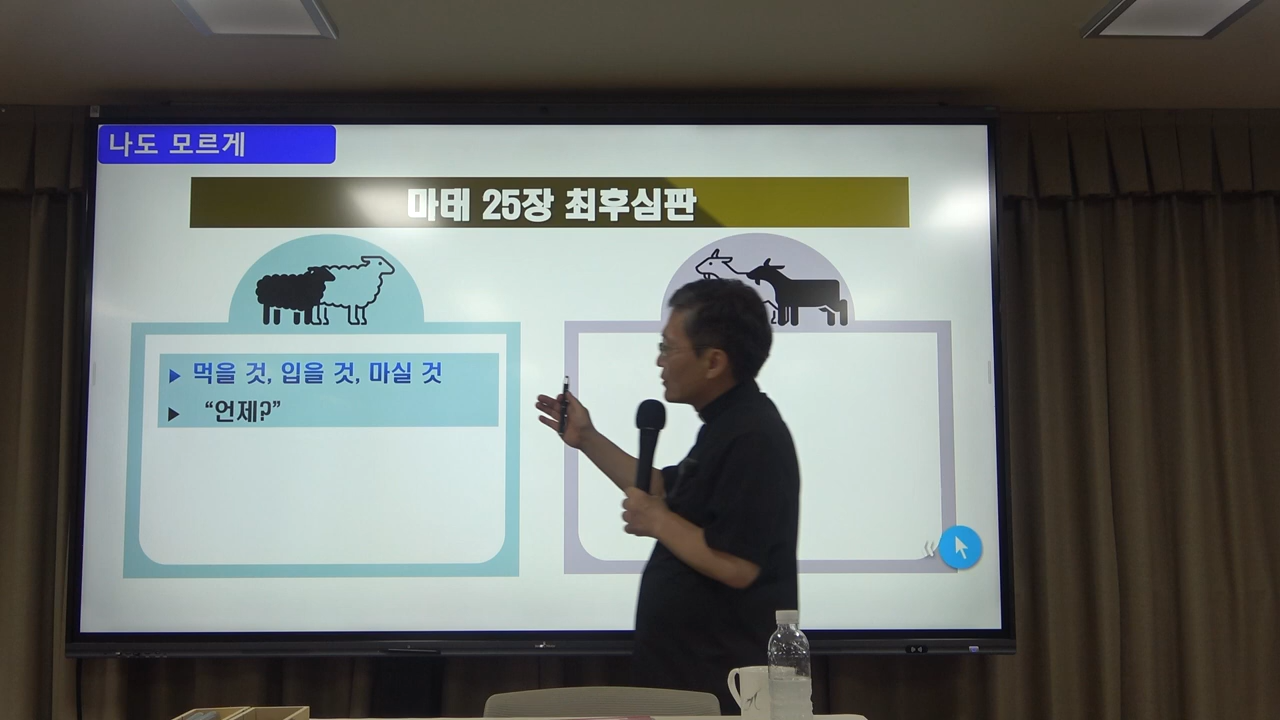 나도 모르게
마태 25장 최후심판
▶ 먹을 것, 입을 것, 마실 것
▶ “언제?”